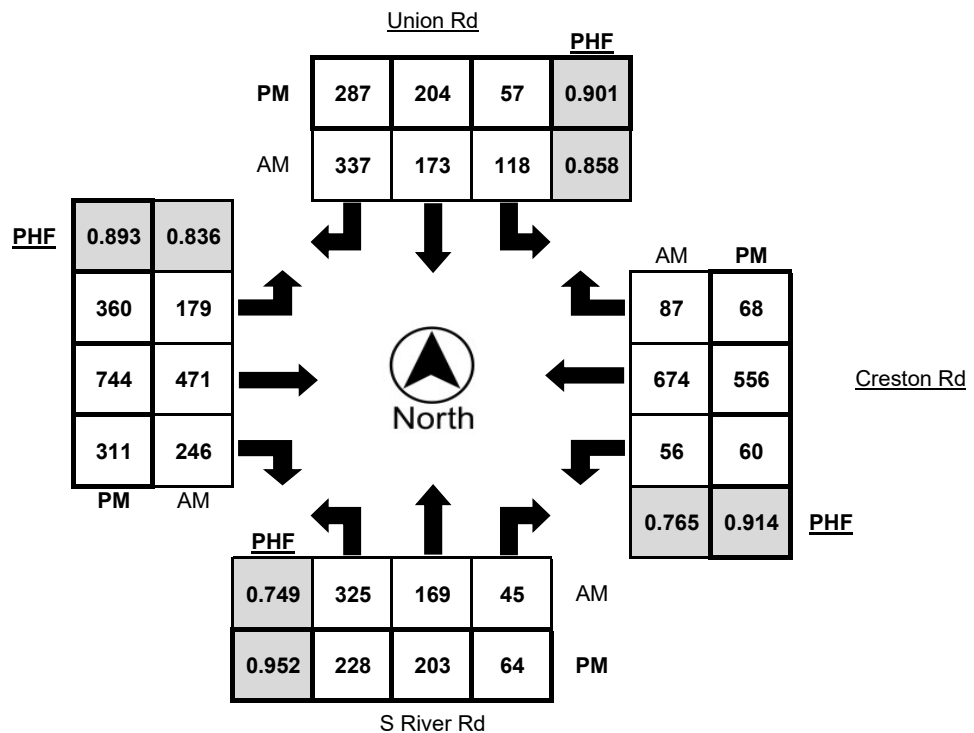 Union Rd
PHF
PM 287 204 57 0.901
AM 337 173 118 0.858
PHF 0.893 0.836
360 179
744 471
311 246
PM AM
AM PM
87 68
674 556
56 60
0.765 0.914 PHF
Creston Rd
North
PHF
0.749 325 169 45 AM
0.952 228 203 64 PM
S River Rd